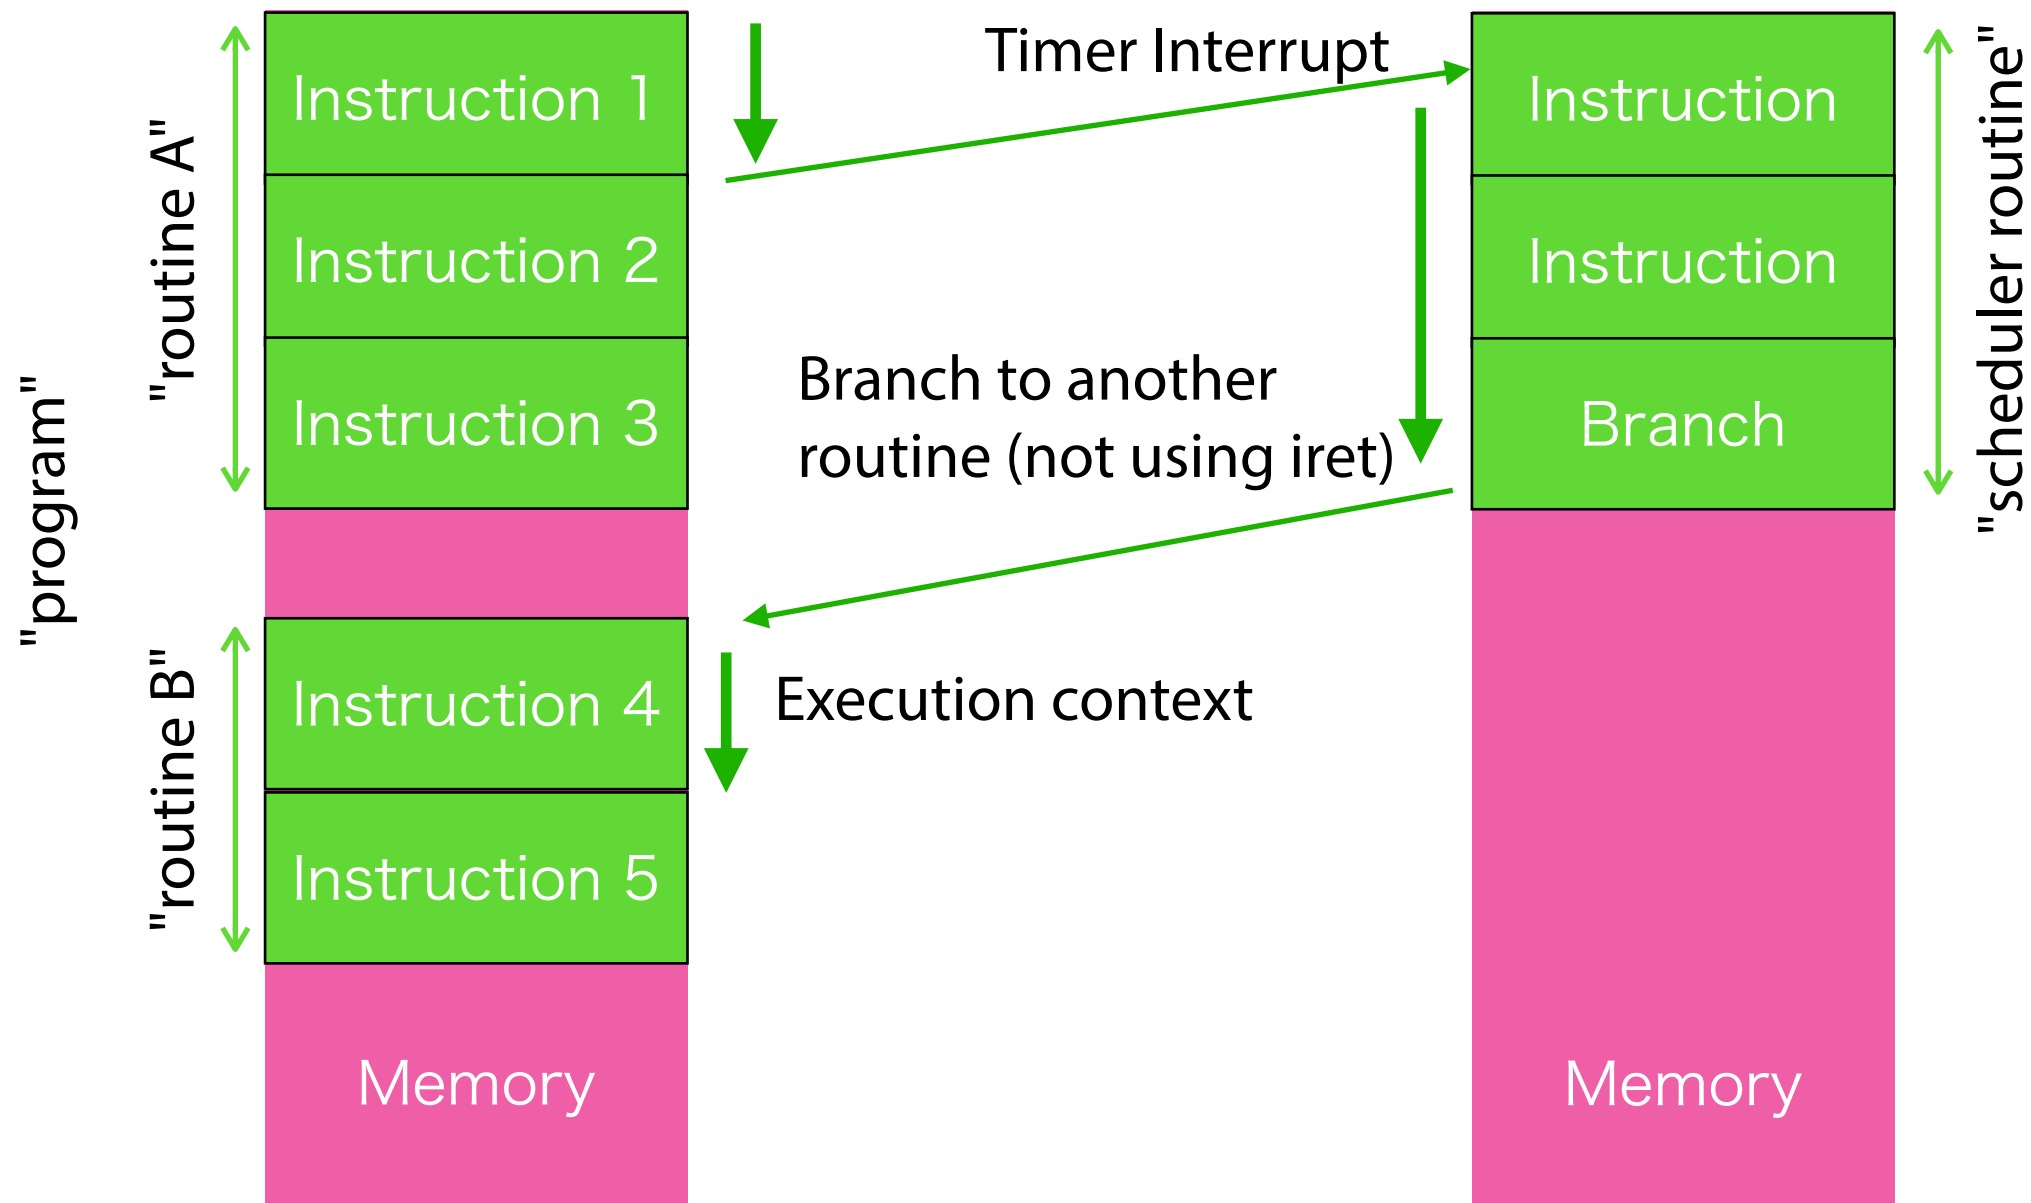 "program"
"routine A"
Instruction 1
Instruction 2
Instruction 3
"routine B"
Instruction 4
Instruction 5
Memory
Timer Interrupt
Branch to another
routine (not using iret)
Execution context
Instruction
Instruction
Branch
Memory
"scheduler routine"